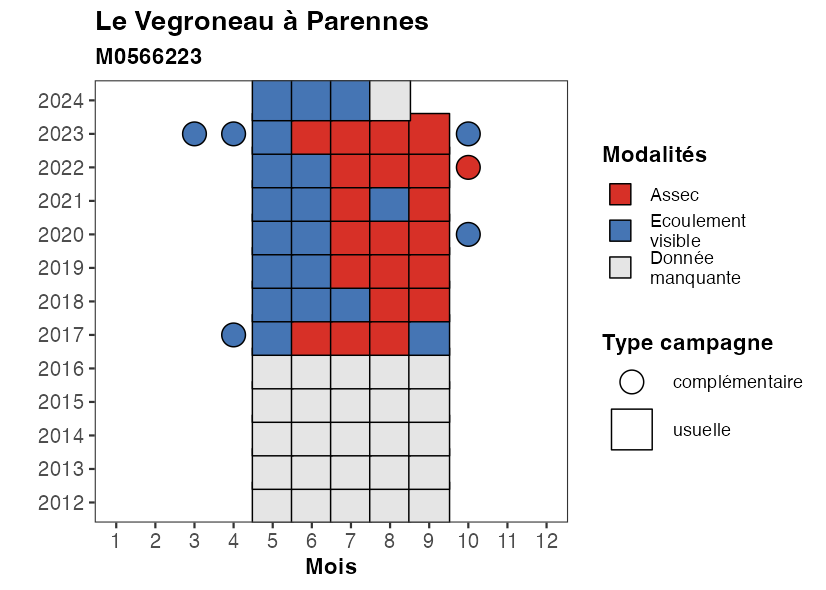 Le Vegroneau à Parennes
M0566223
2024
2023
2022
2021
2020
2019
2018
2017
2016
2015
2014
2013
2012
1 2 3 4 5 6 7 8 9 10 11 12
Mois
Modalités
Assec
Ecoulement
visible
Donnée
manquante
Type campagne
complémentaire
usuelle